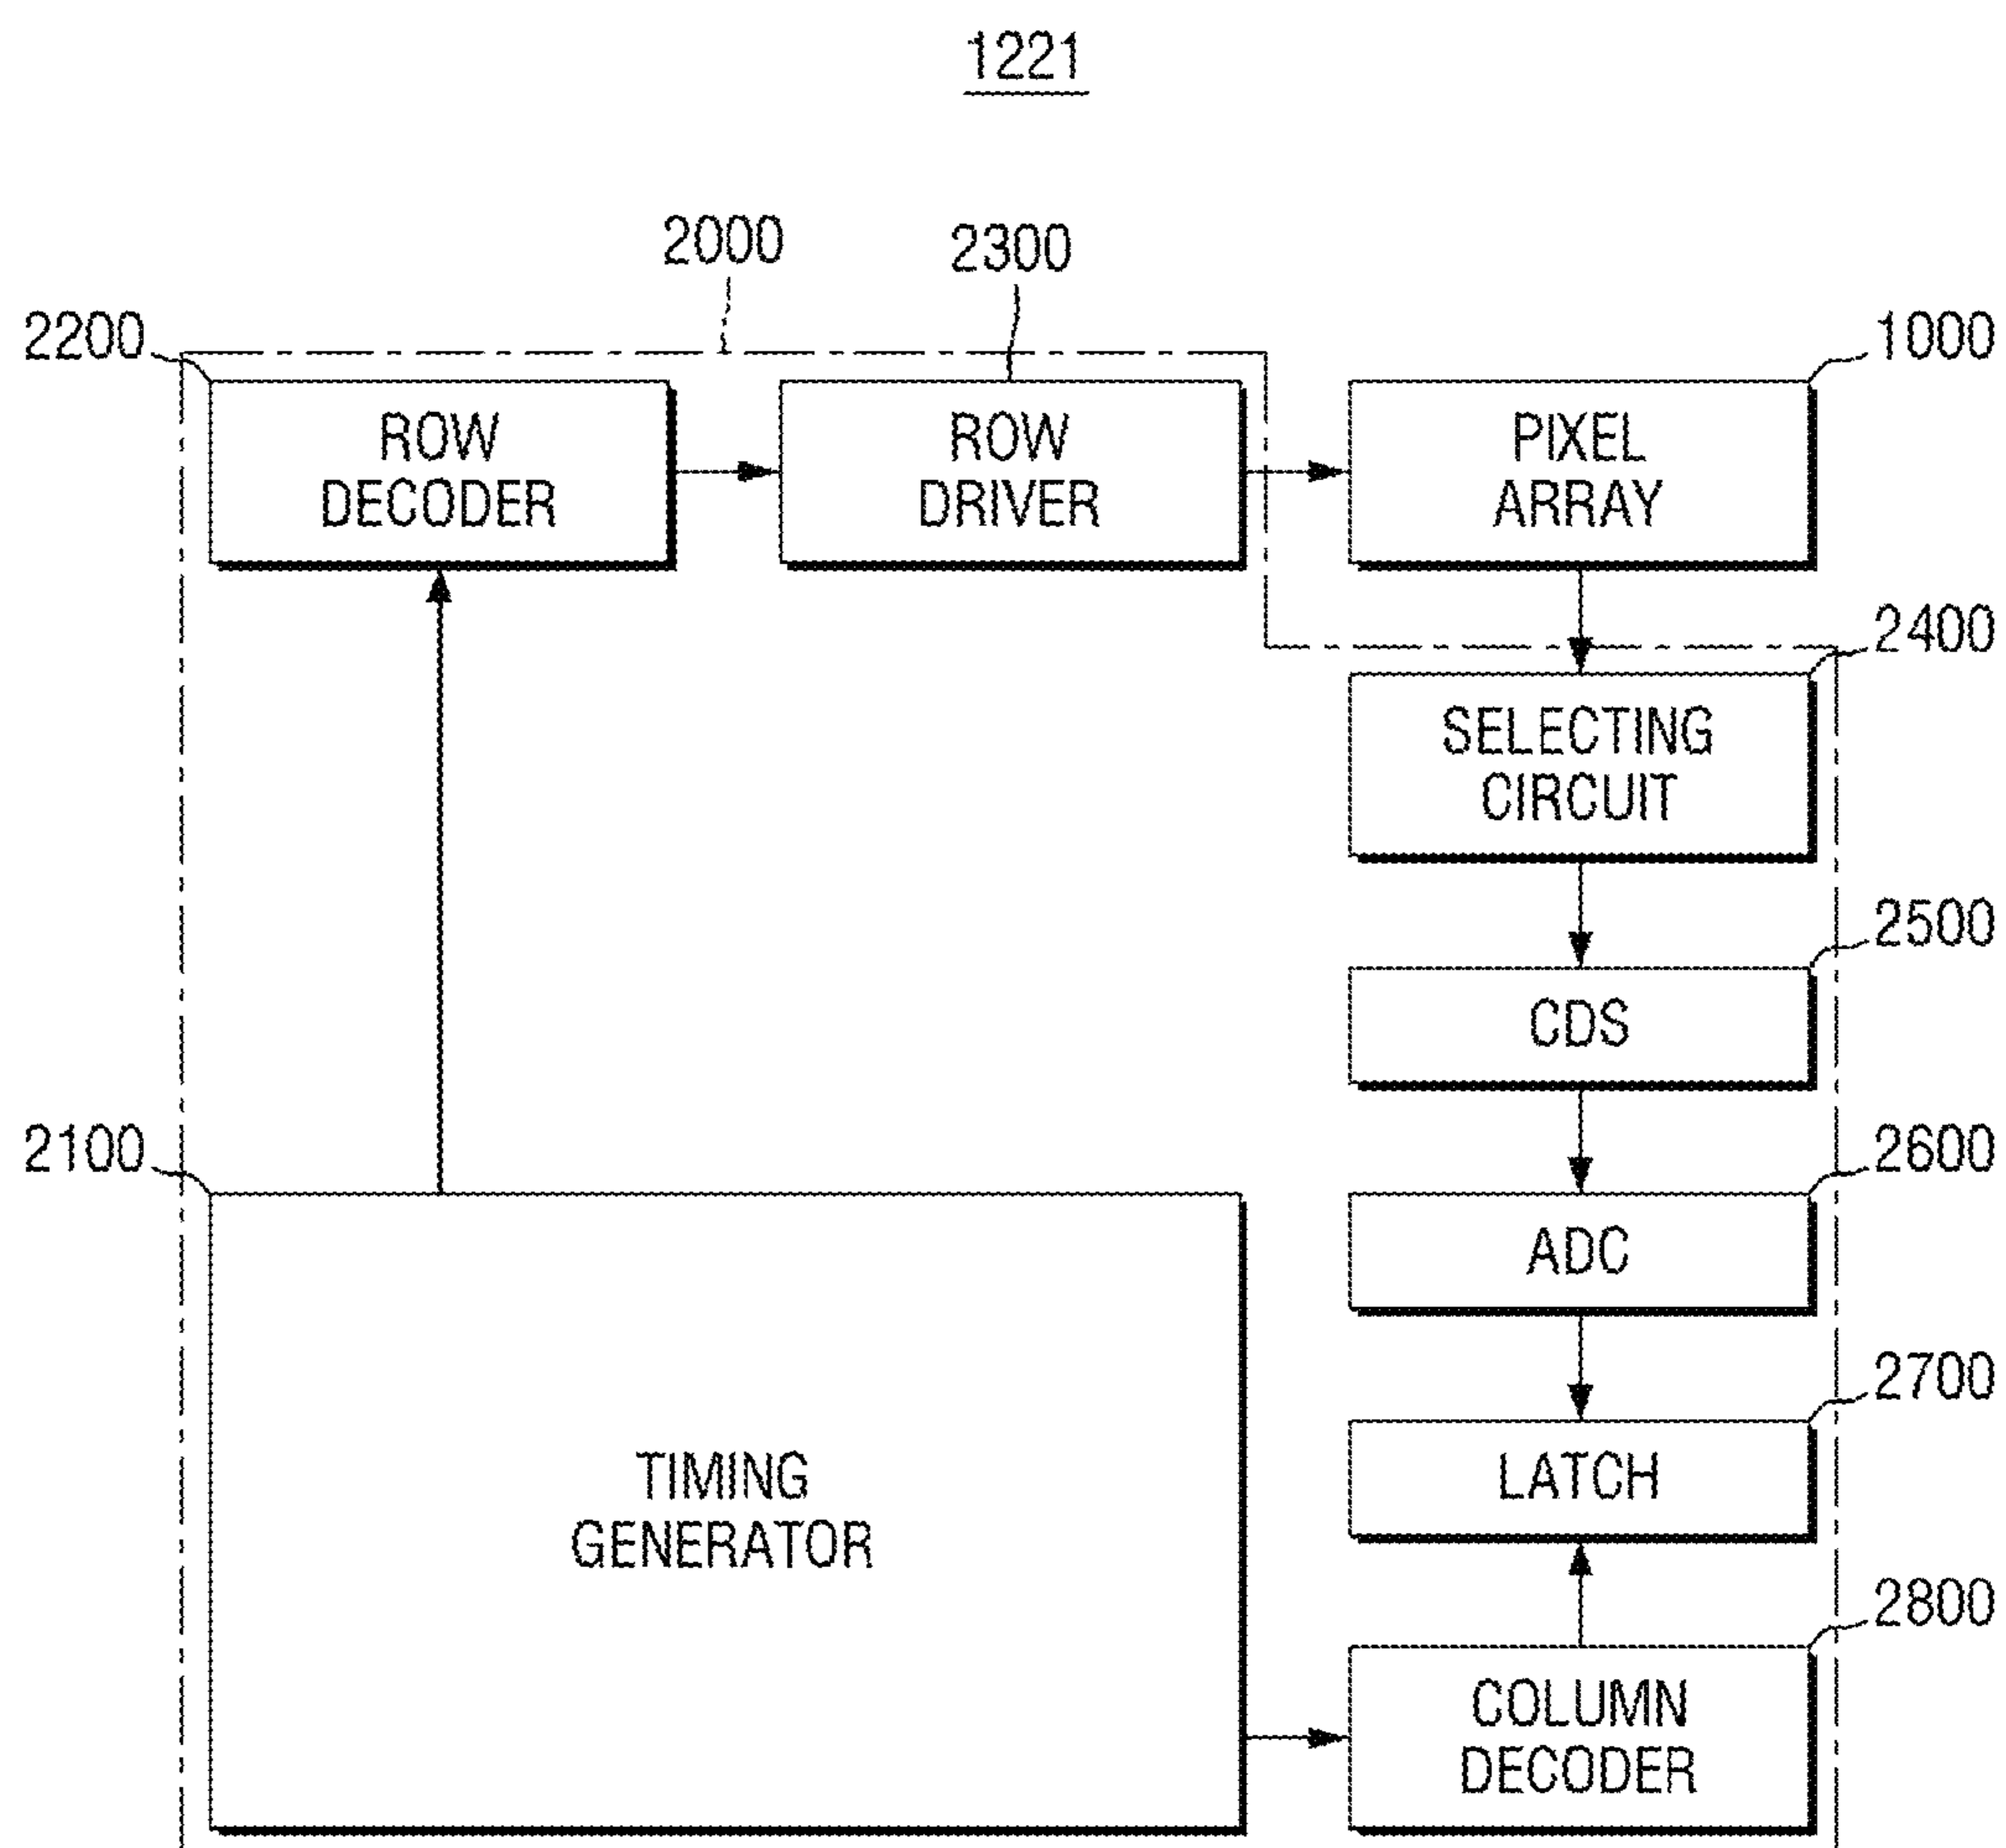 1221
2000
2300
2200
1000
ROW
DECODER
ROW
DRIVER
PIXEL
ARRAY
2400
SELECTING
CIRCUIT
2500
CDS
2100
2600
ADC
2700
LATCH
TIMING
GENERATOR
2800
COLUMN
DECODER